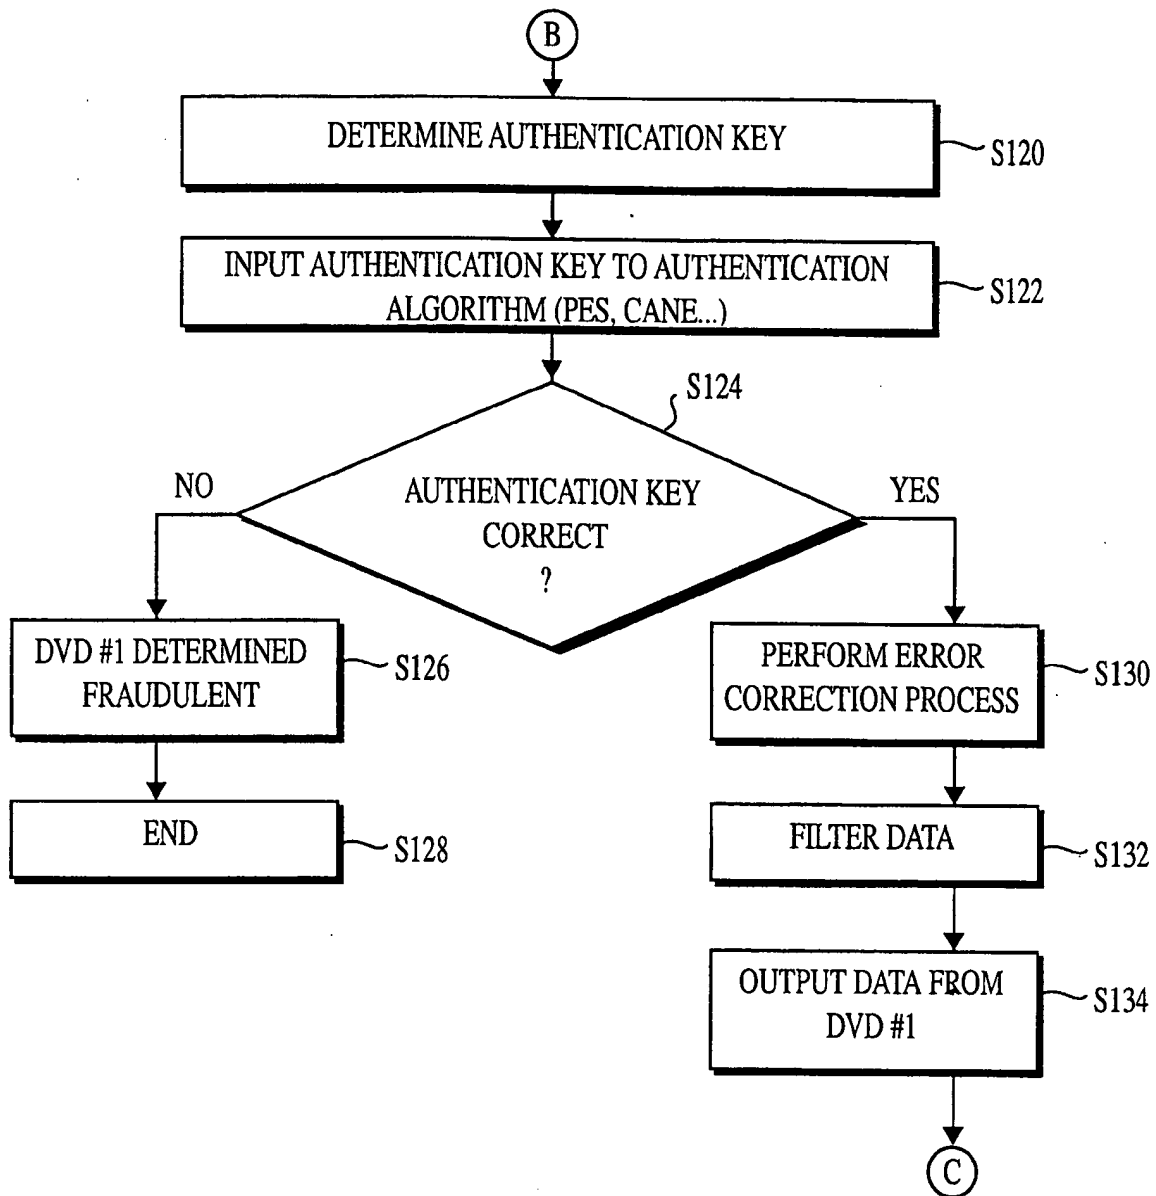 B
DETERMINE AUTHENTICATION KEY
S120
INPUT AUTHENTICATION KEY TO AUTHENTICATION
ALGORITHM (PES, CANE...)
S122
S124
NO
AUTHENTICATION KEY
CORRECT
?
YES
DVD #1 DETERMINED
FRAUDULENT
S126
PERFORM ERROR
CORRECTION PROCESS
S130
END
S128
FILTER DATA
S132
OUTPUT DATA FROM
DVD #1
S134
C